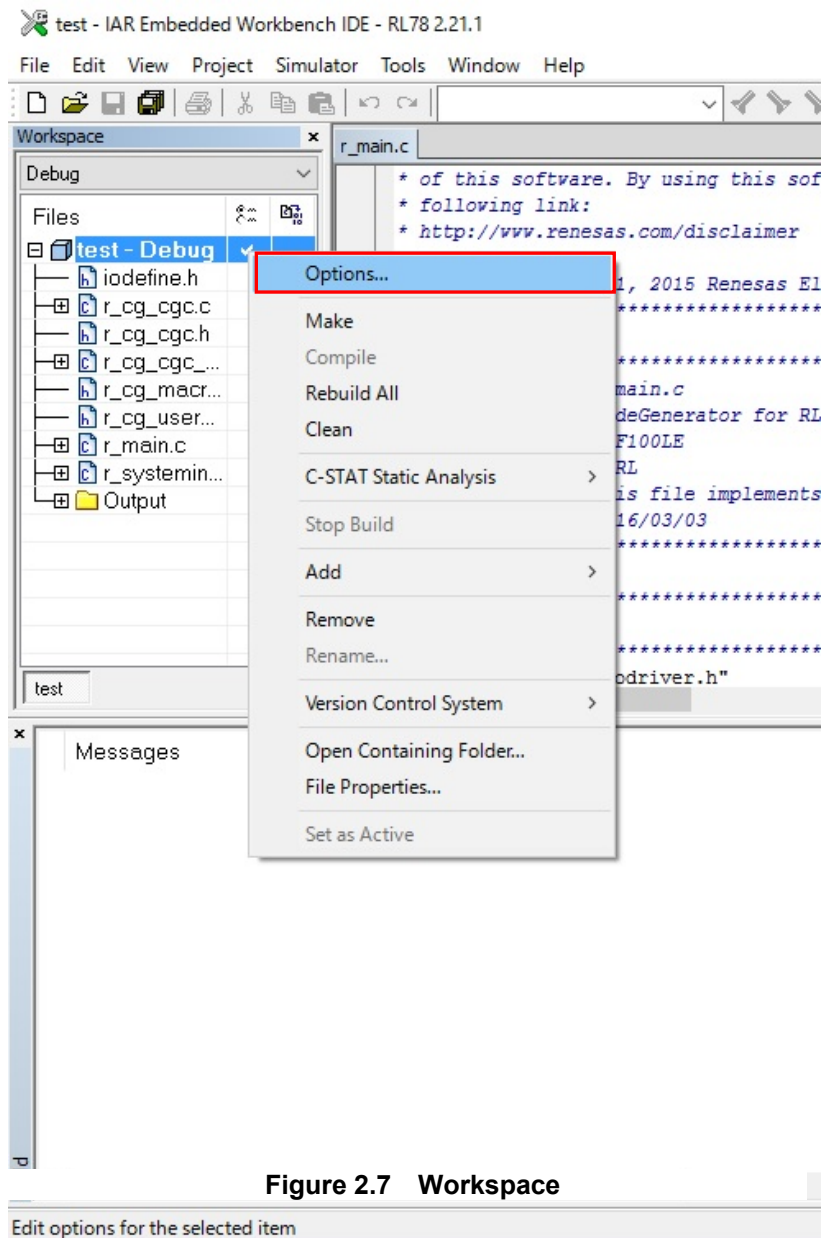 test - IAR Embedded Workbench IDE - RL78 2.21.1
File Edit View Project Simulator Tools Window Help
Workspace
r_main.c
Debug
Files
test - Debug
iodefine.h
r_cg_cgc.c
r_cg_cgc.h
r_cg_cgc_...
r_cg_macr...
r_cg_user...
r_main.c
r_systemin...
Output
test
* of this software. By using this sof
* following link:
* http://www.renesas.com/disclaimer
1, 2015 Renesas El
*******************
*******************
main.c
deGenerator for RL
F100LE
RL
is file implements
16/03/03
*******************
*******************
*******************
odriver.h"
Options...
Make
Compile
Rebuild All
Clean
C-STAT Static Analysis
Stop Build
Add
Remove
Rename...
Version Control System
Open Containing Folder...
File Properties...
Set as Active
Messages
Figure 2.7 Workspace
Edit options for the selected item